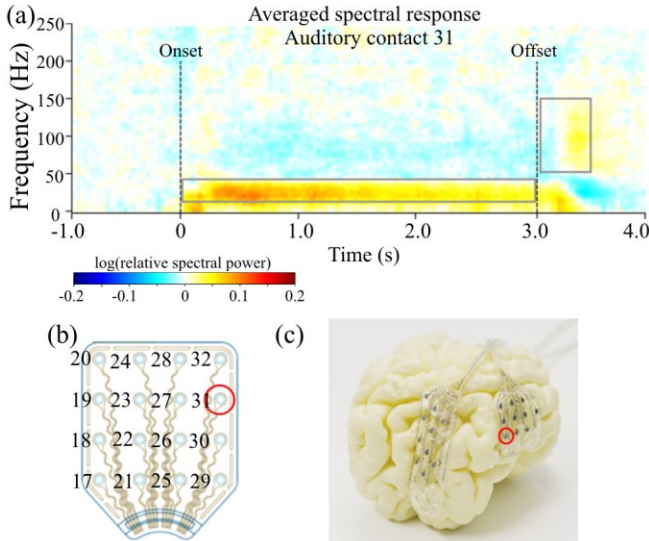 (a)
Averaged spectral response
Auditory contact 31
Onset
Offset
Frequency (Hz)
250
200
150
100
50
0
-1.0 0 1.0 2.0 3.0 4.0
Time (s)
log(relative spectral power)
-0.2 -0.1 0 0.1 0.2
(b)
20 24 28 32
19 23 27 31
18 22 26 30
17 21 25 29
(c)